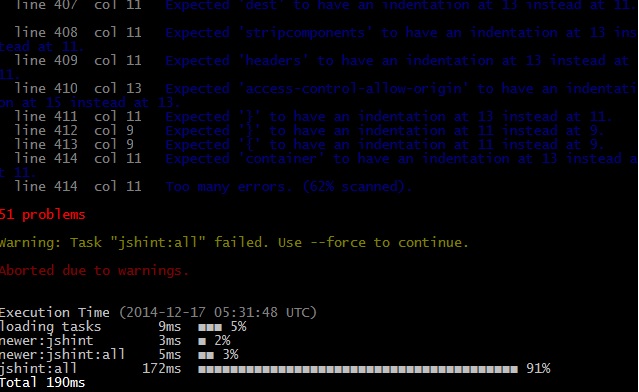 line 407 col 11 Expected 'dest' to have an indentation at 13 instead at 11.
line 408 col 11 Expected 'stripcomponents' to have an indentation at 13 inst
ead at 11.
line 409 col 11 Expected 'headers' to have an indentation at 13 instead at
11.
line 410 col 13 Expected 'access-control-allow-origin' to have an indentati
on at 15 instead at 13.
line 411 col 11 Expected '}' to have an indentation at 13 instead at 11.
line 412 col 9 Expected '}' to have an indentation at 11 instead at 9.
line 413 col 9 Expected '{' to have an indentation at 11 instead at 9.
line 414 col 11 Expected 'container' to have an indentation at 13 instead a
t 11.
line 414 col 11 Too many errors. (62% scanned).
51 problems
Warning: Task "jshint:all" failed. Use --force to continue.
Aborted due to warnings.
Execution Time (2014-12-17 05:31:48 UTC)
loading tasks 9ms 5%
newer:jshint 3ms 2%
newer:jshint:all 5ms 3%
jshint:all 172ms 91%
Total 190ms